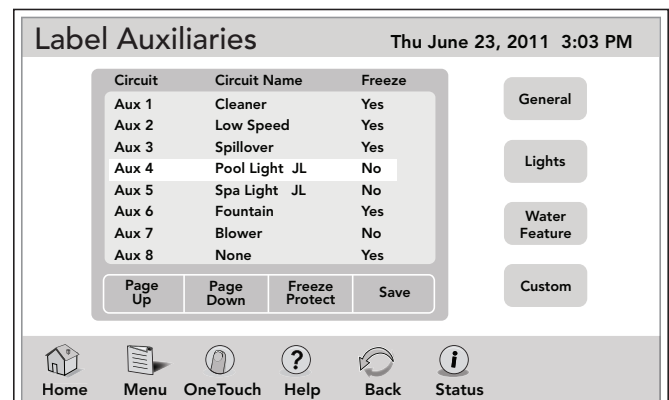 Label Auxiliaries Thu June 23, 2011 3:03 PM
Circuit Circuit Name Freeze
Aux 1 Cleaner Yes
Aux 2 Low Speed Yes
Aux 3 Spillover Yes
Aux 4 Pool Light JL No
Aux 5 Spa Light JL No
Aux 6 Fountain Yes
Aux 7 Blower No
Aux 8 None Yes
Page Up
Page Down
Freeze Protect
Save
General
Lights
Water
Feature
Custom
?
i
Home Menu OneTouch Help Back Status